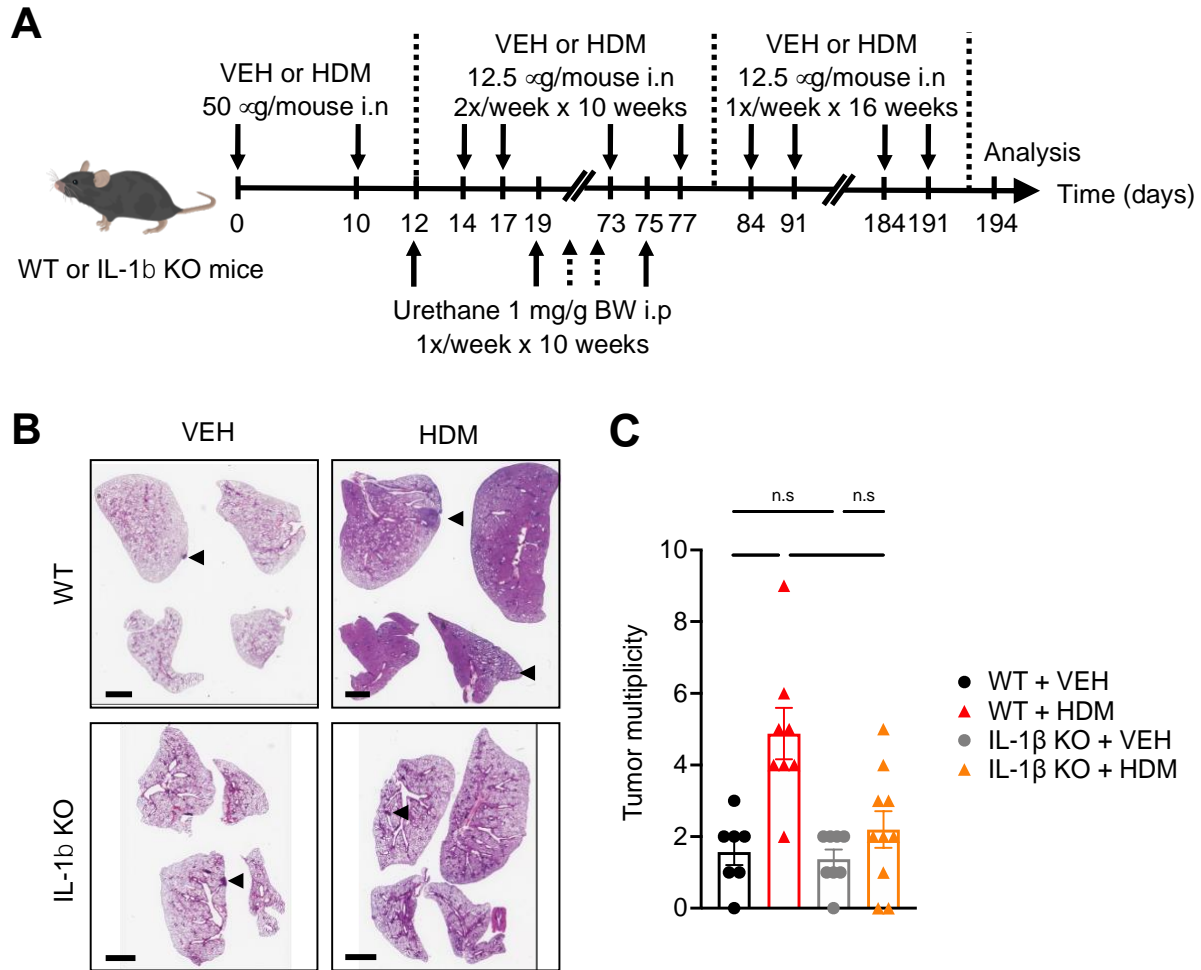 A
VEH or HDM
50 ∝g/mouse i.n
VEH or HDM
12.5 ∝g/mouse i.n
2x/week x 10 weeks
VEH or HDM
12.5 ∝g/mouse i.n
1x/week x 16 weeks
Analysis
Time (days)
0 10 12 14 17 19 73 75 77 84 91 184 191 194
WT or IL-1b KO mice
Urethane 1 mg/g BW i.p
1x/week x 10 weeks
B
VEH HDM
WT
IL-1b KO
C
n.s n.s
10
8
6
4
2
0
Tumor multiplicity
WT + VEH
WT + HDM
IL-1β KO + VEH
IL-1β KO + HDM